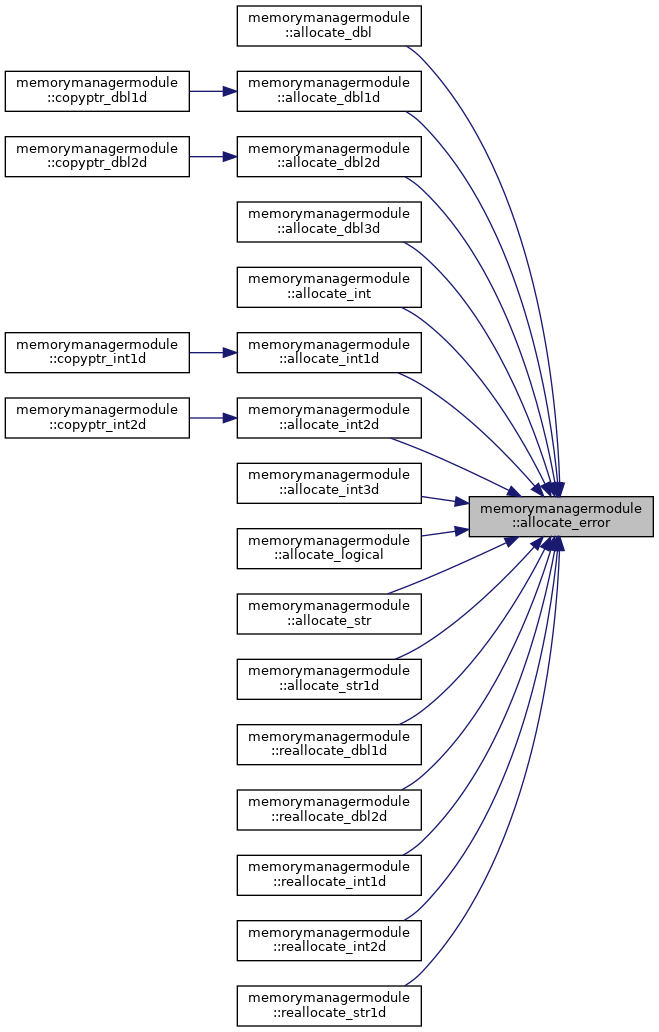 memorymanagermodule
::allocate_dbl
memorymanagermodule
::copyptr_dbl1d
memorymanagermodule
::allocate_dbl1d
memorymanagermodule
::copyptr_dbl2d
memorymanagermodule
::allocate_dbl2d
memorymanagermodule
::allocate_dbl3d
memorymanagermodule
::allocate_int
memorymanagermodule
::copyptr_int1d
memorymanagermodule
::allocate_int1d
memorymanagermodule
::copyptr_int2d
memorymanagermodule
::allocate_int2d
memorymanagermodule
::allocate_int3d
memorymanagermodule
::allocate_error
memorymanagermodule
::allocate_logical
memorymanagermodule
::allocate_str
memorymanagermodule
::allocate_str1d
memorymanagermodule
::reallocate_dbl1d
memorymanagermodule
::reallocate_dbl2d
memorymanagermodule
::reallocate_int1d
memorymanagermodule
::reallocate_int2d
memorymanagermodule
::reallocate_str1d